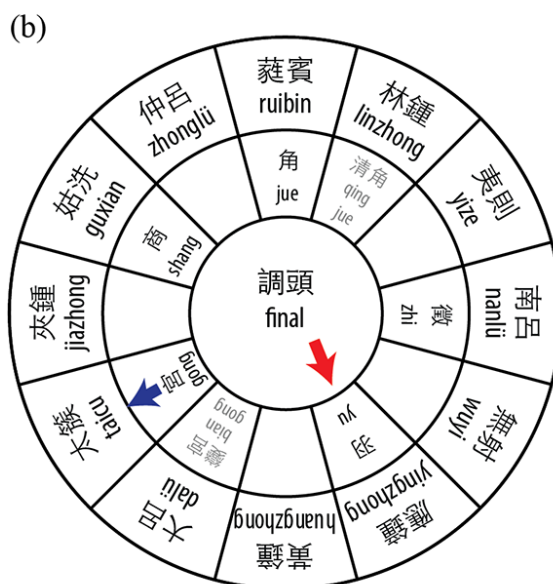 (b)
蕤賓
ruibin
林鍾
linzhong
夷則
yize
南呂
nanlü
無射
wuyi
應鍾
yingzhong
黃鍾
huangzhong
大呂
dalü
太簇
taicu
夾鍾
jiazhong
姑洗
guxian
仲呂
zhonglü
角
jue
清角
qing
jue
徵
zhi
羽
yu
變宮
bian
gong
宮
gong
商
shang
調頭
final